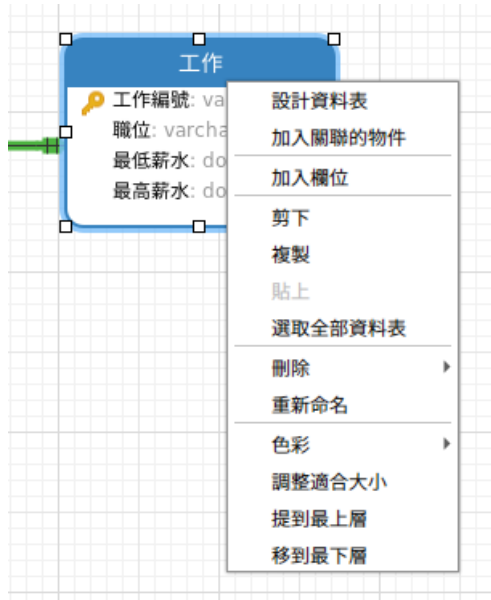 工作
工作編號: va
職位: varcha
最低薪水: do
最高薪水: do
設計資料表
加入關聯的物件
加入欄位
剪下
複製
貼上
選取全部資料表
刪除
重新命名
色彩
調整適合大小
提到最上層
移到最下層